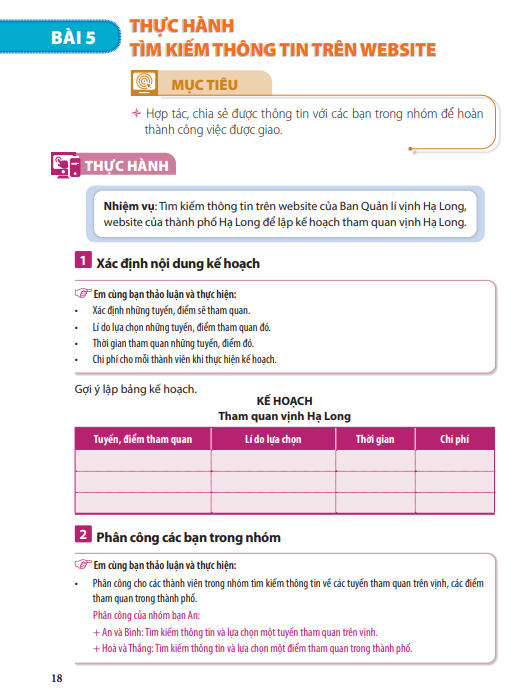 BÀI 5
THỰC HÀNH
TÌM KIẾM THÔNG TIN TRÊN WEBSITE
MỤC TIÊU
Hợp tác, chia sẻ được thông tin với các bạn trong nhóm để hoàn
thành công việc được giao.
THỰC HÀNH
Nhiệm vụ: Tìm kiếm thông tin trên website của Ban Quản lí vịnh Hạ Long,
website của thành phố Hạ Long để lập kế hoạch tham quan vịnh Hạ Long.
1 Xác định nội dung kế hoạch
Em cùng bạn thảo luận và thực hiện:
• Xác định những tuyến, điểm sẽ tham quan.
• Lí do lựa chọn những tuyến, điểm tham quan đó.
• Thời gian tham quan những tuyến, điểm đó.
• Chi phí cho mỗi thành viên khi thực hiện kế hoạch.
Gợi ý lập bảng kế hoạch.
KẾ HOẠCH
Tham quan vịnh Hạ Long
Tuyến, điểm tham quan Lí do lựa chọn Thời gian Chi phí
2 Phân công các bạn trong nhóm
Em cùng bạn thảo luận và thực hiện:
• Phân công cho các thành viên trong nhóm tìm kiếm thông tin về các tuyến tham quan trên vịnh, các điểm
tham quan trong thành phố.
Phân công của nhóm bạn An:
+ An và Bình: Tìm kiếm thông tin và lựa chọn một tuyến tham quan trên vịnh.
+ Hoà và Thắng: Tìm kiếm thông tin và lựa chọn một điểm tham quan trong thành phố.
18